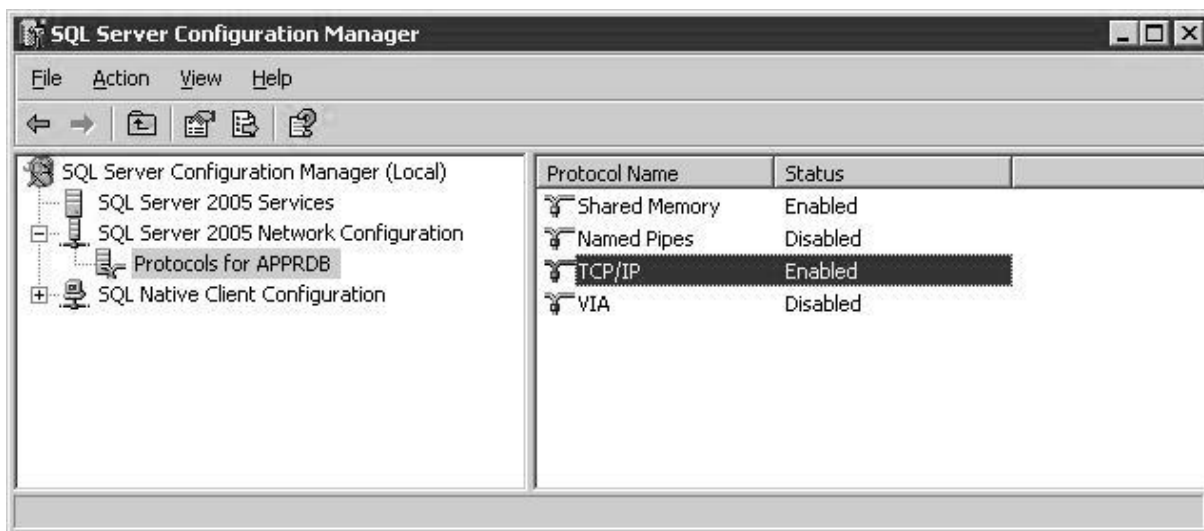 SQL Server Configuration Manager
File Action View Help
SQL Server Configuration Manager (Local)
SQL Server 2005 Services
SQL Server 2005 Network Configuration
Protocols for APPRDB
SQL Native Client Configuration
Protocol Name Status
Shared Memory Enabled
Named Pipes Disabled
TCP/IP Enabled
VIA Disabled